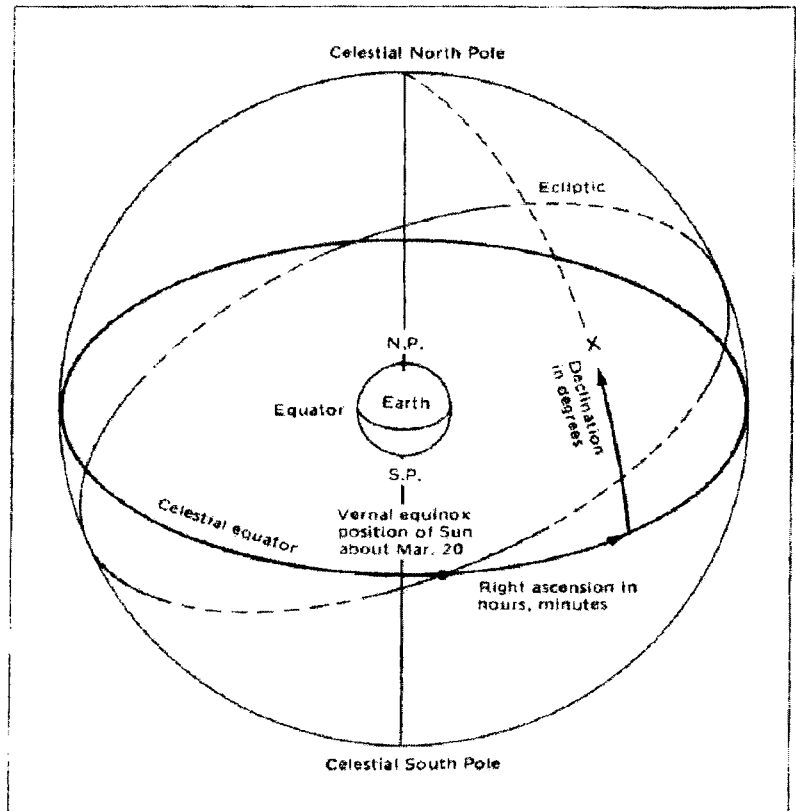 Celestial North Pole
Ecliptic
N.P.
X
Declination
in degrees
Equator
Earth
S.P.
Celestial equator
Vernal equinox
position of Sun
about Mar. 20
Right ascension in
hours, minutes
Celestial South Pole